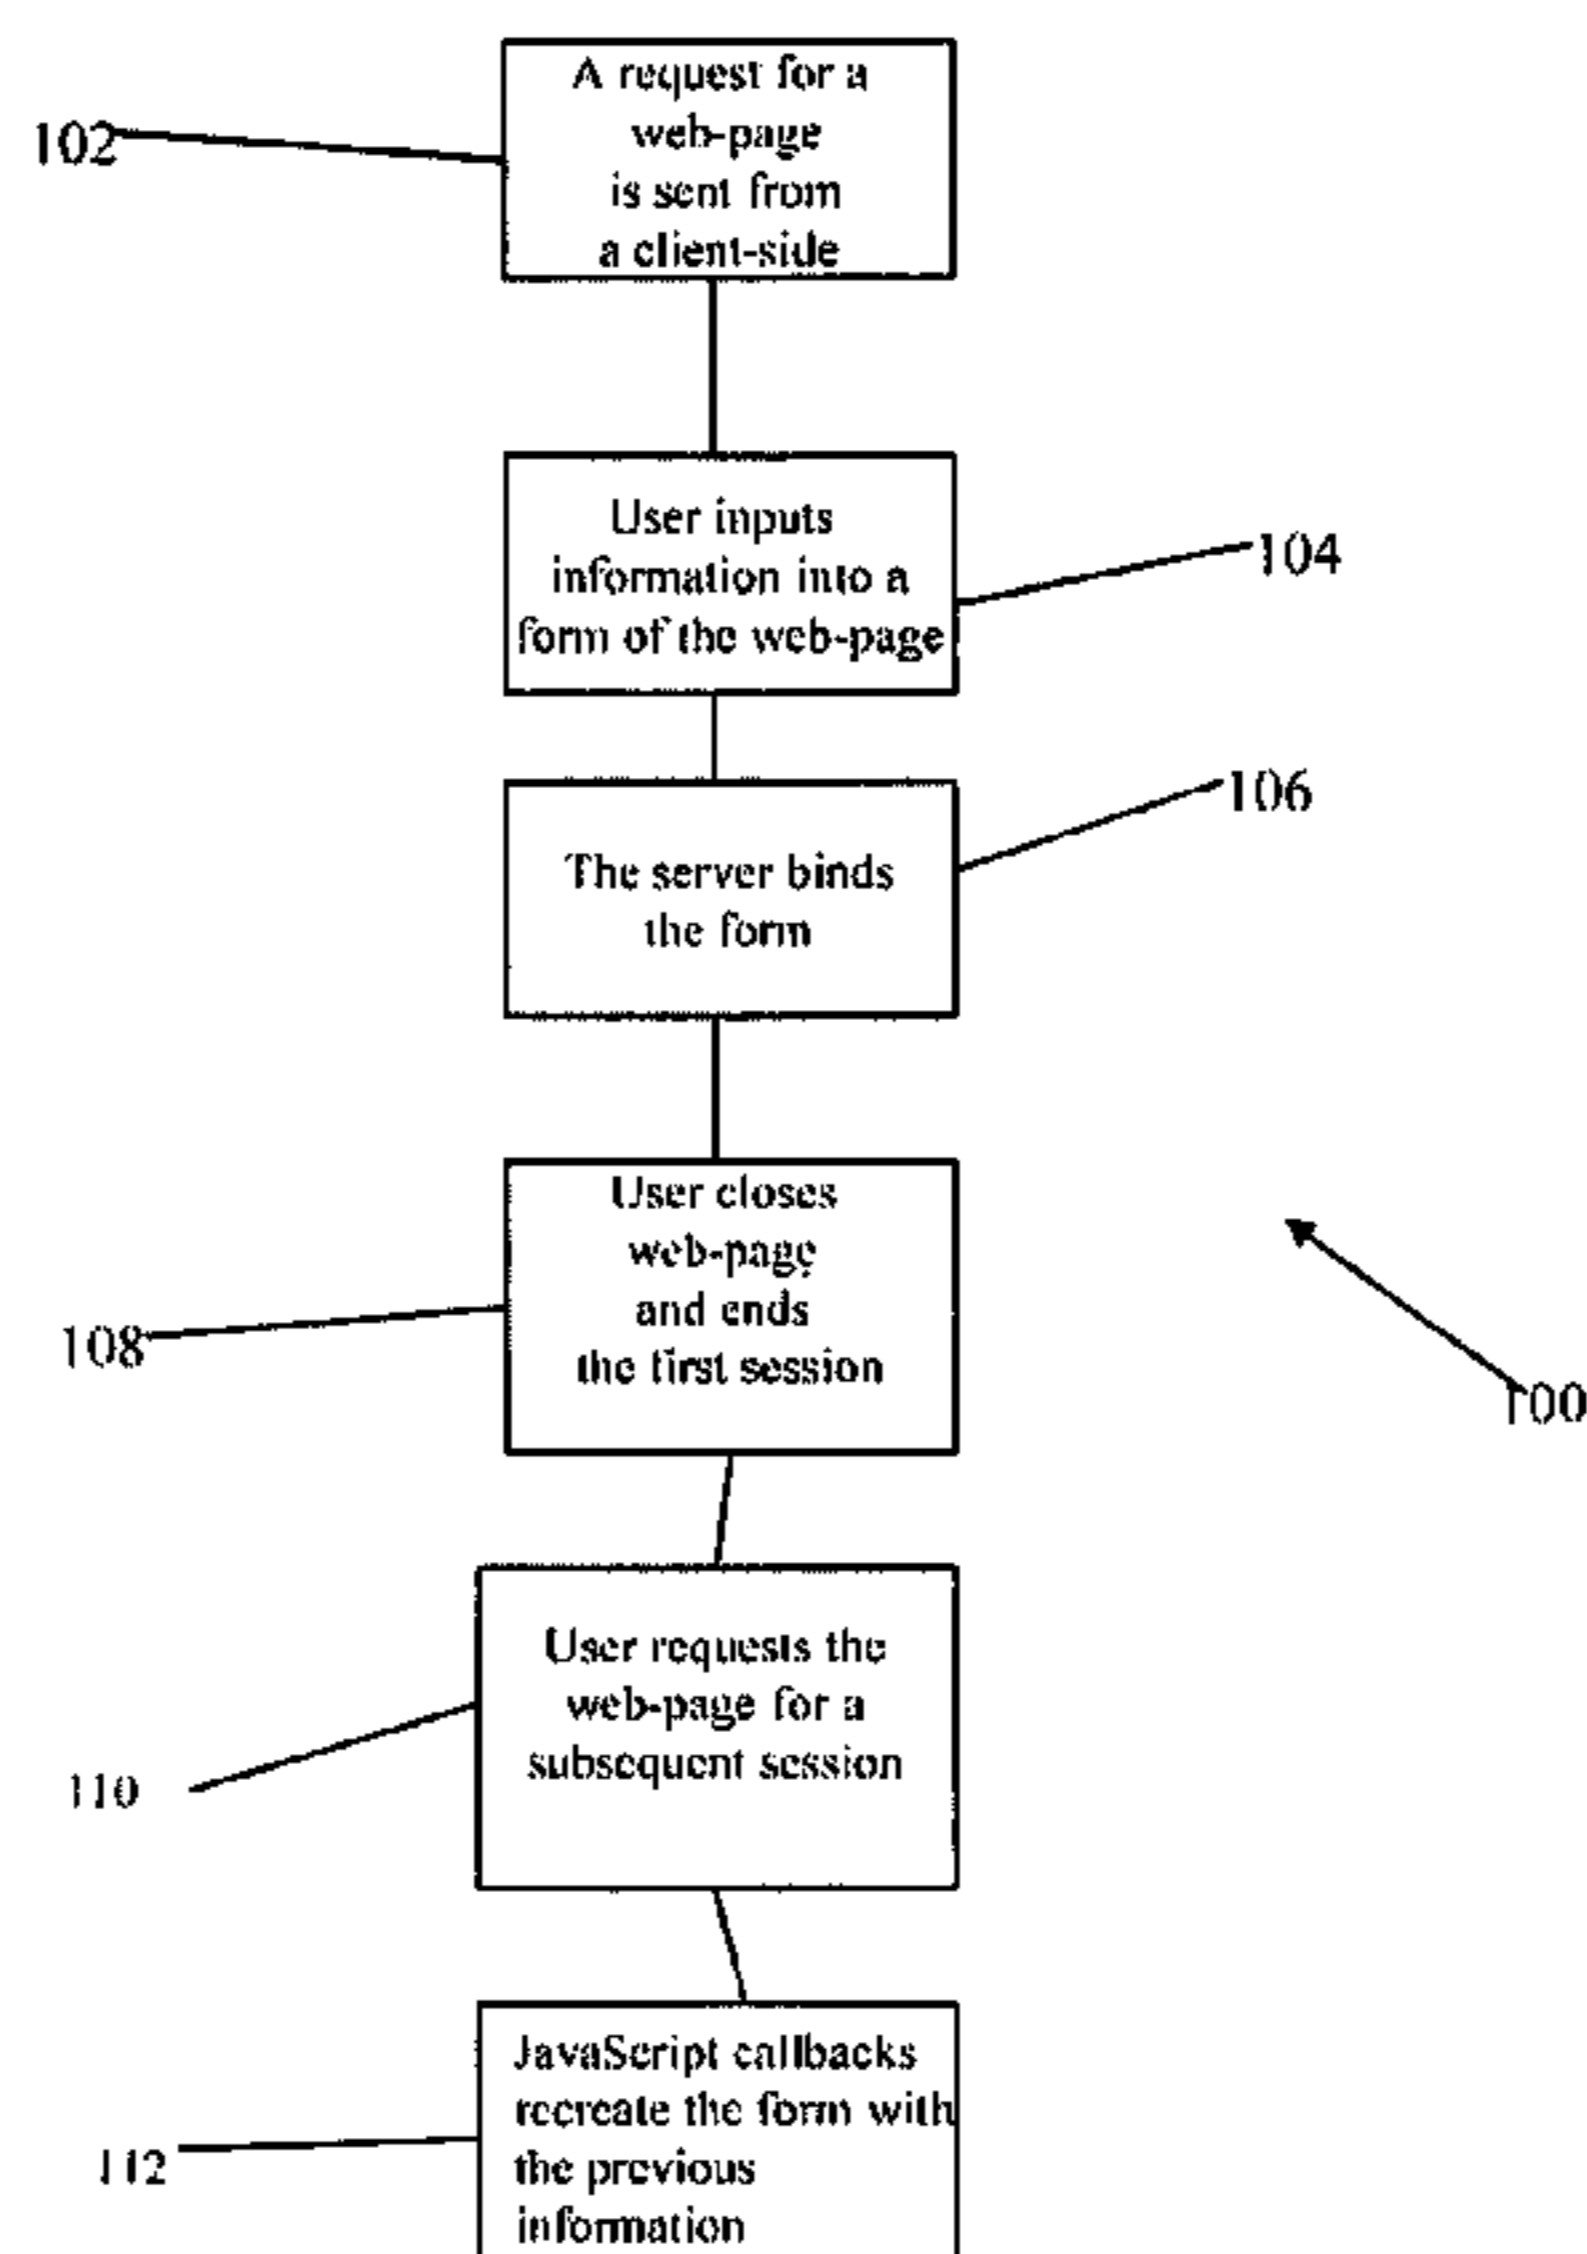 A request for a
web-page
is sent from
a client-side
102
User inputs
information into a
form of the web-page
104
The server binds
the form
106
User closes
web-page
and ends
the first session
108
100
User requests the
web-page for a
subsequent session
110
JavaScript callbacks
recreate the form with
the previous
information
112